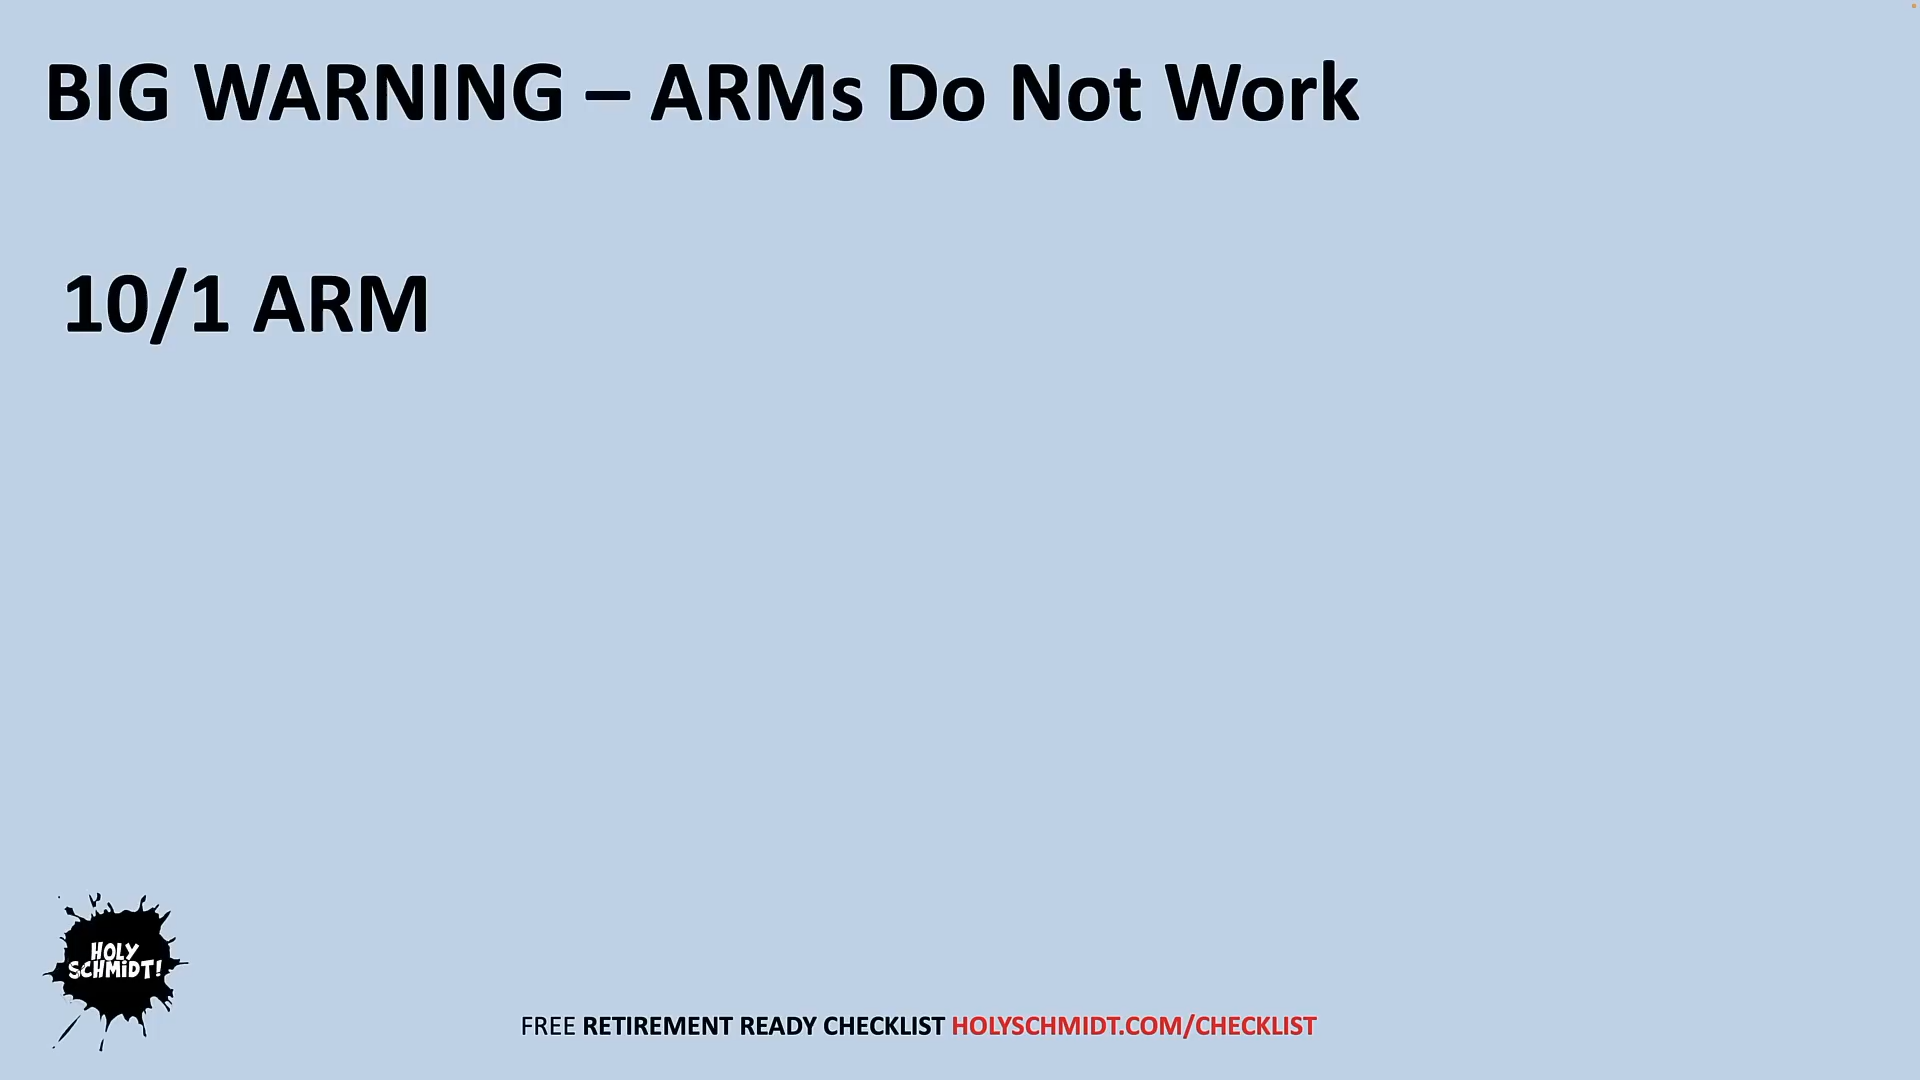 BIG WARNING – ARMs Do Not Work
10/1 ARM
HOLY
SCHMiDT!
FREE RETIREMENT READY CHECKLIST HOLYSCHMIDT.COM/CHECKLIST